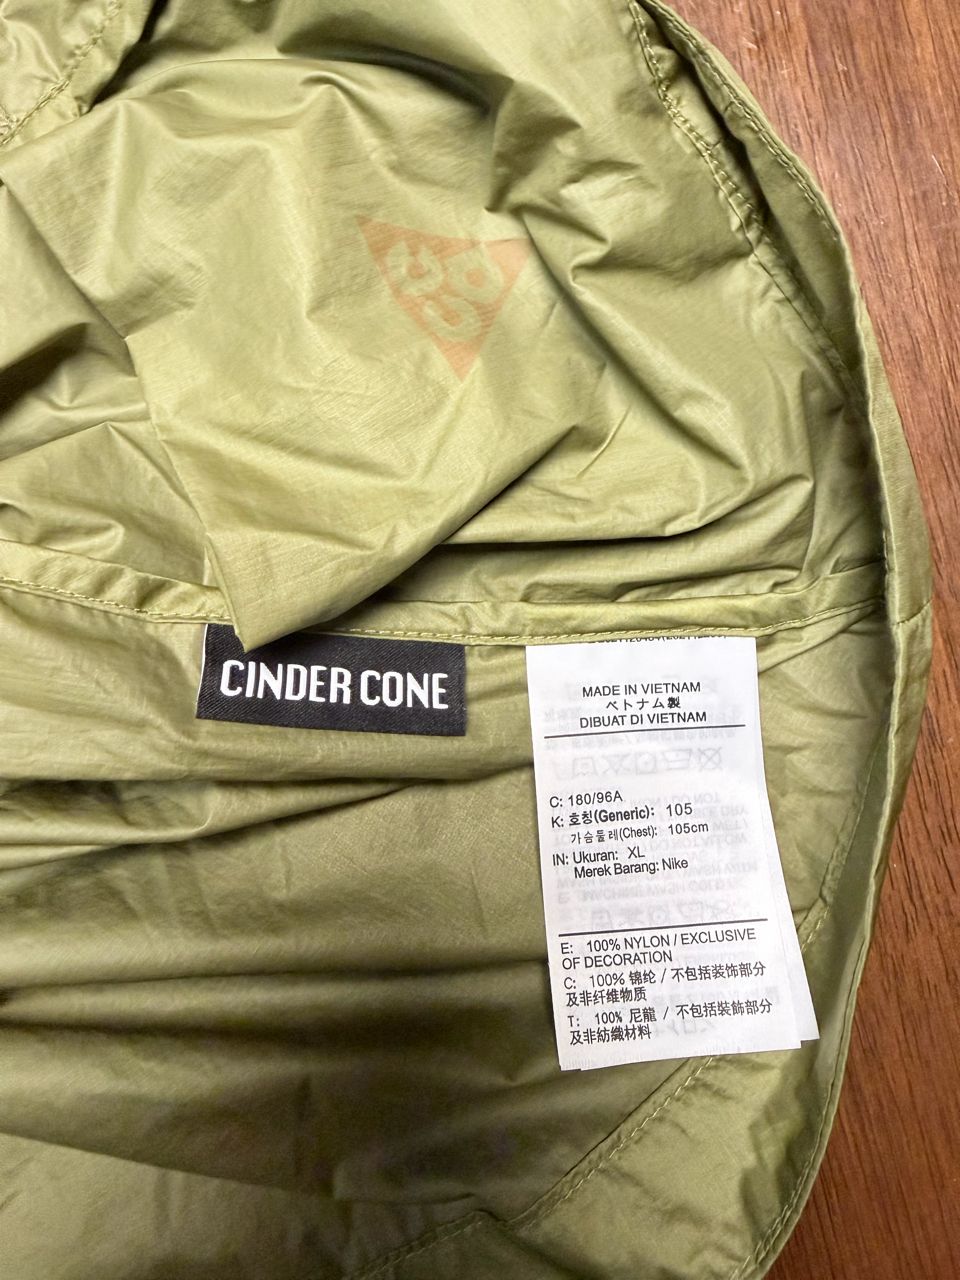 CINDER CONE
MADE IN VIETNAM
ベトナム製
DIBUAT DI VIETNAM
C: 180/96A
K: 호칭(Generic): 105
가슴둘레(Chest): 105cm
IN: Ukuran: XL
Merek Barang: Nike
E: 100% NYLON / EXCLUSIVE
OF DECORATION
C: 100% 锦纶 / 不包括装饰部分
及非纤维物质
T: 100% 尼龍 / 不包括裝飾部分
及非紡織材料